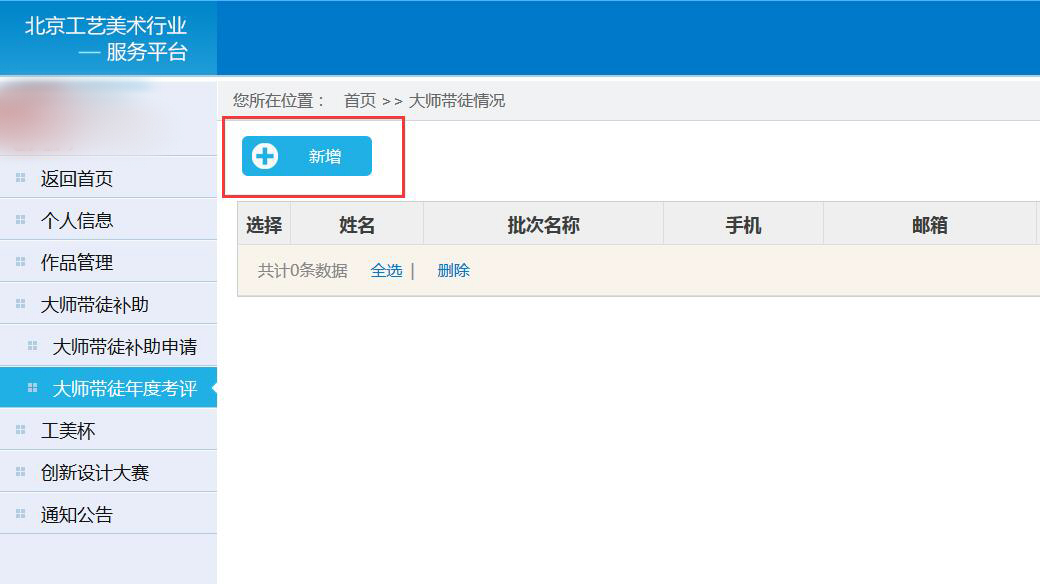 北京工艺美术行业
— 服务平台
您所在位置： 首页 >> 大师带徒情况
新增
返回首页
个人信息
作品管理
大师带徒补助
大师带徒补助申请
大师带徒年度考评
工美杯
创新设计大赛
通知公告
选择 姓名 批次名称 手机 邮箱
共计0条数据 全选 | 删除